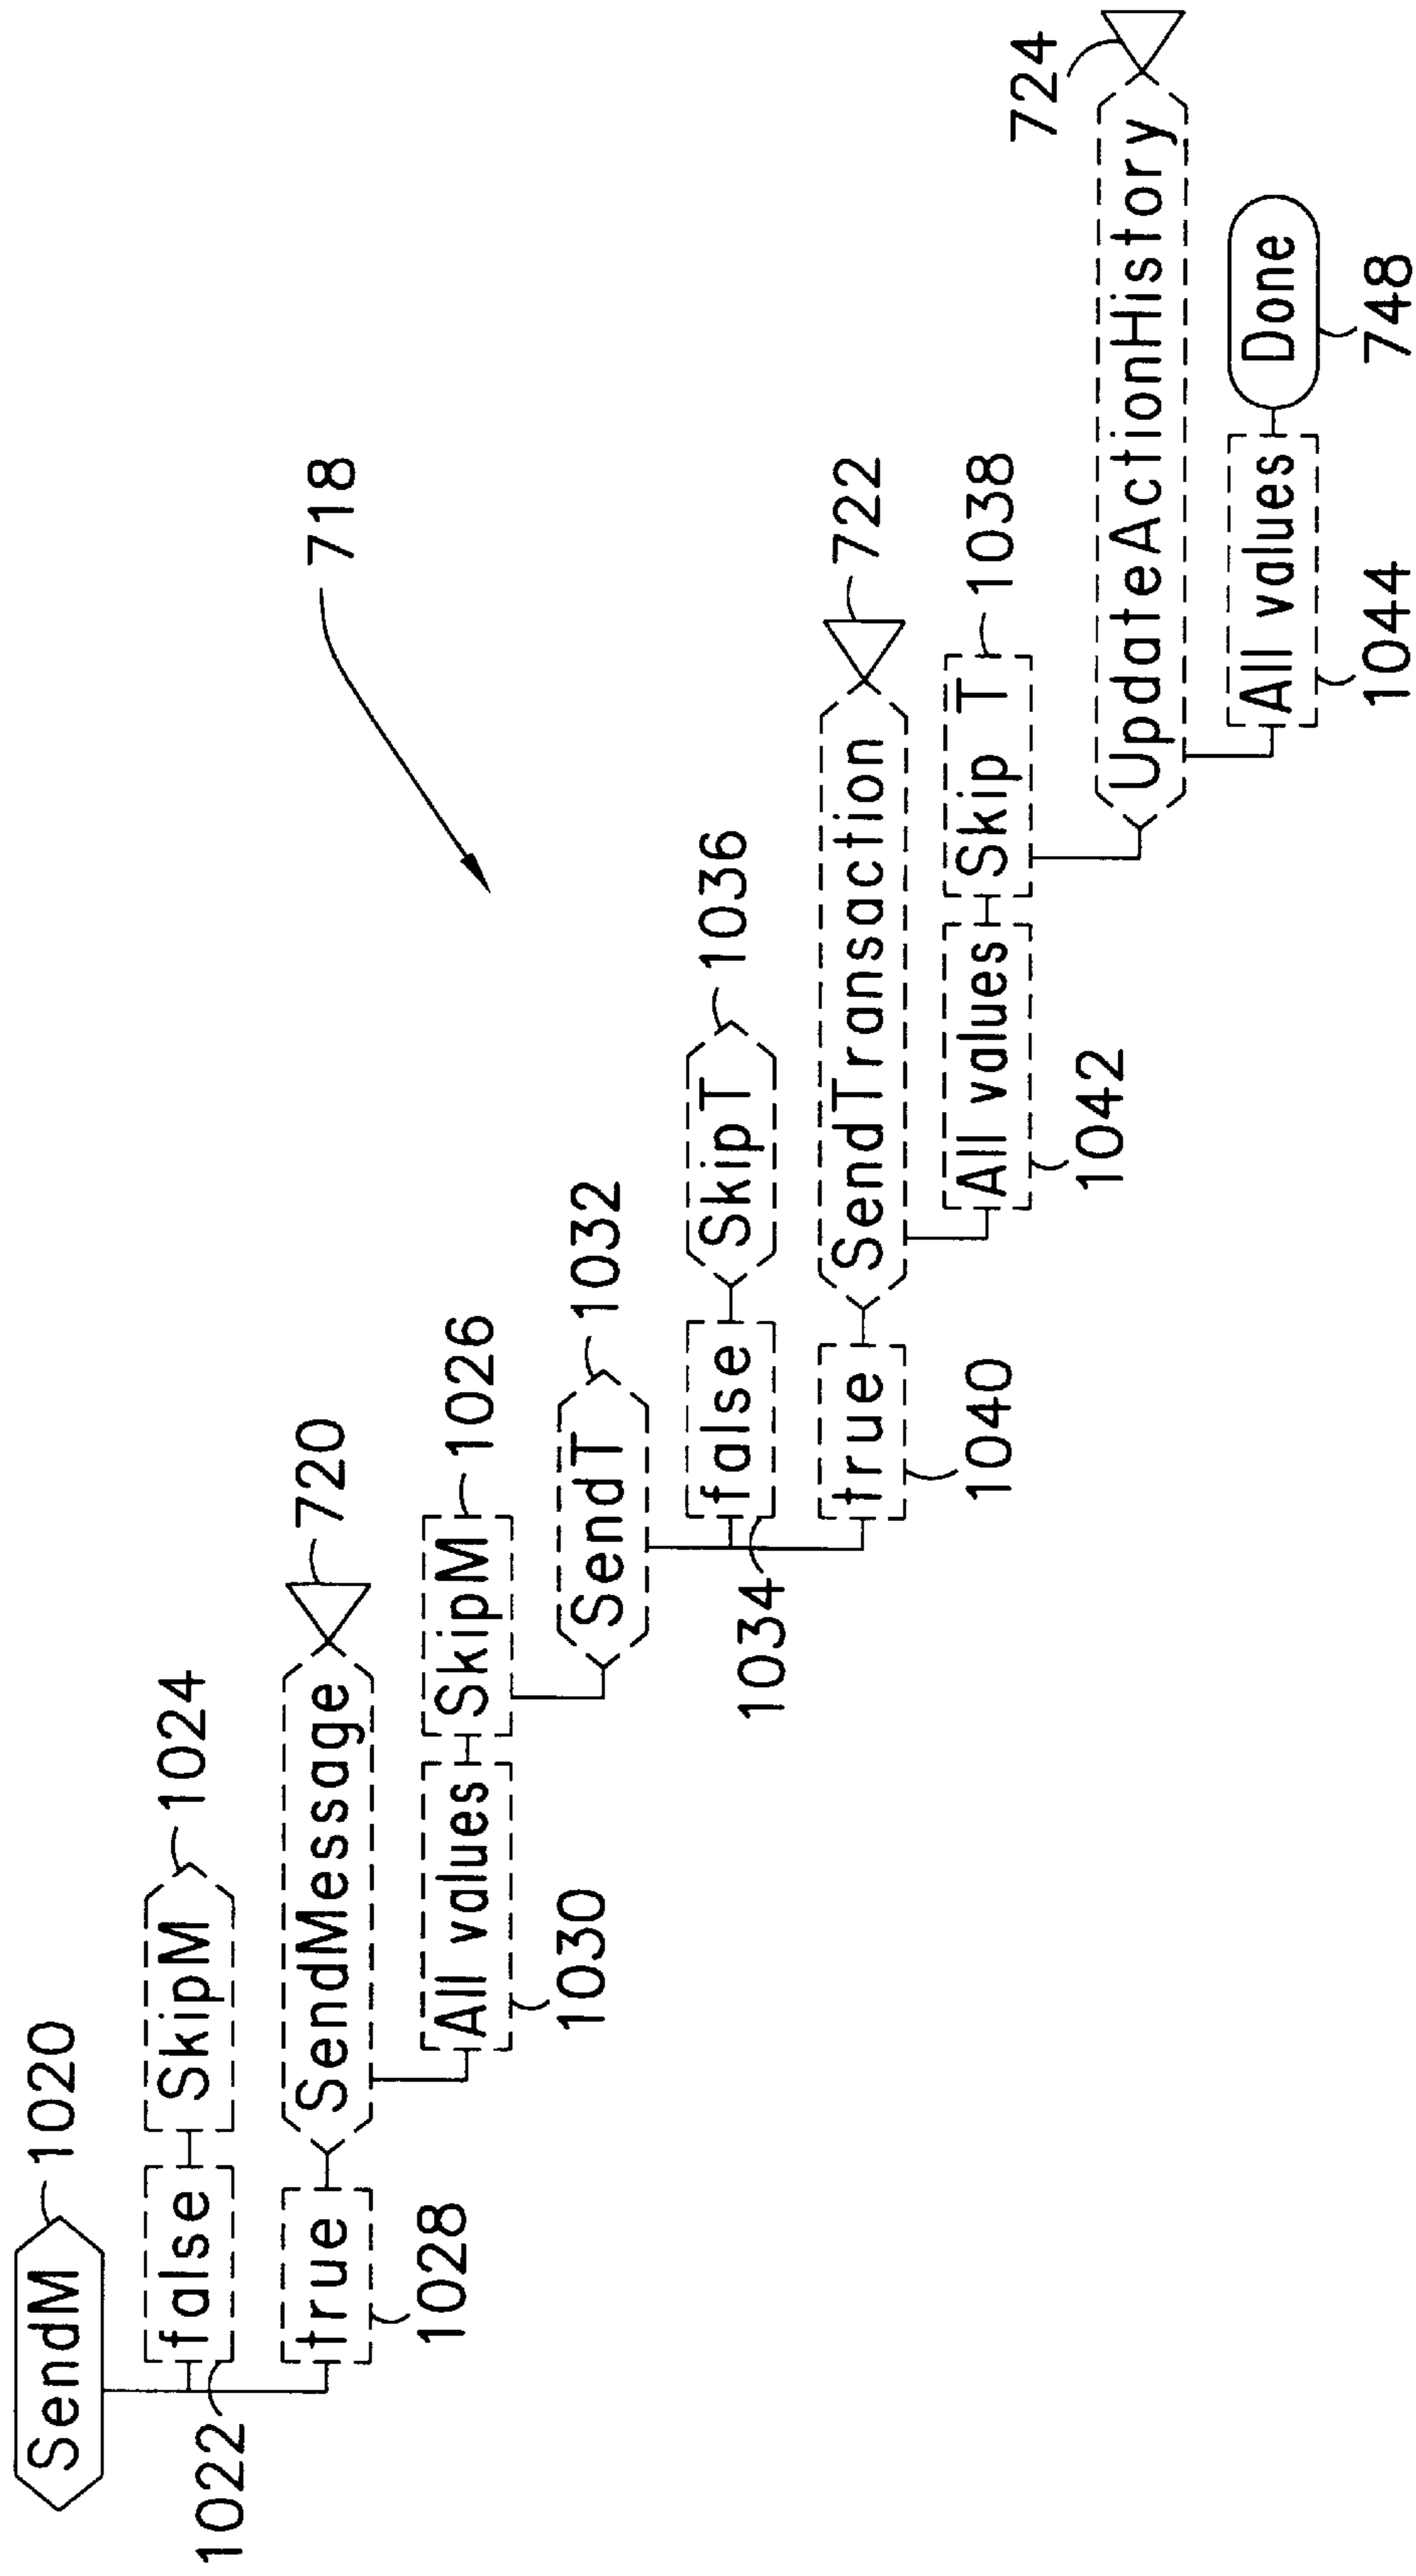 SendM 1020
1022 false SkipM 1024
true SendMessage 720
1028
718
All values SkipM 1026
1030
SendT 1032
1034 false SkipT 1036
true SendTransaction 722
1040
All values Skip T 1038
1042
UpdateActionHistory 724
All values Done
1044 748